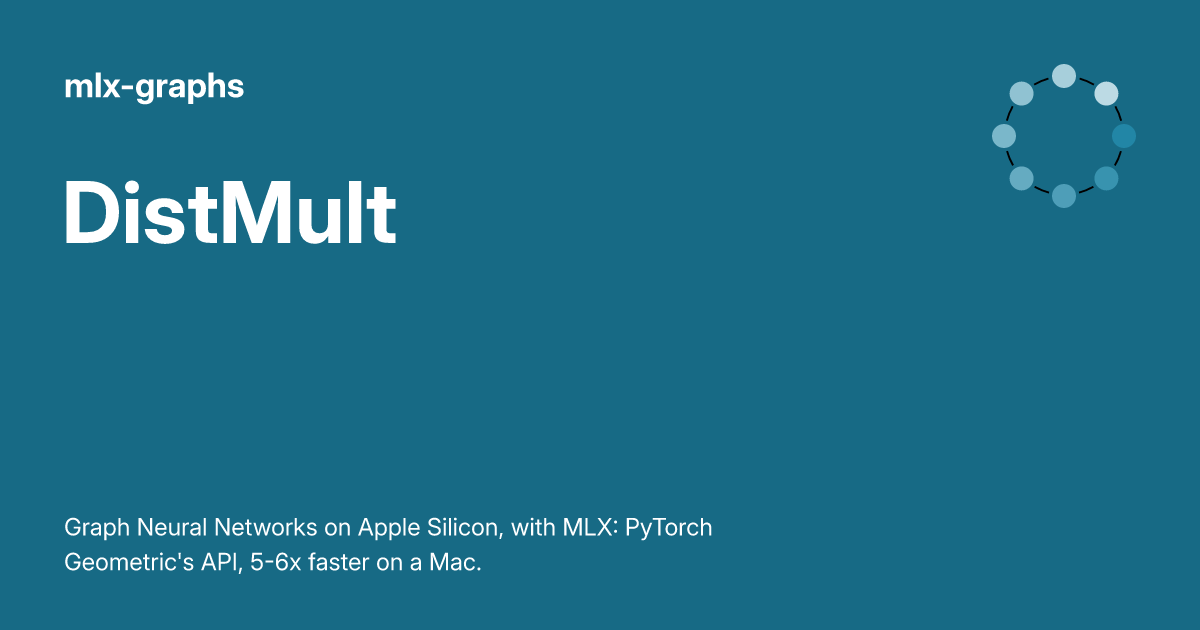 mlx-graphs
DistMult
Graph Neural Networks on Apple Silicon, with MLX: PyTorch
Geometric's API, 5-6x faster on a Mac.